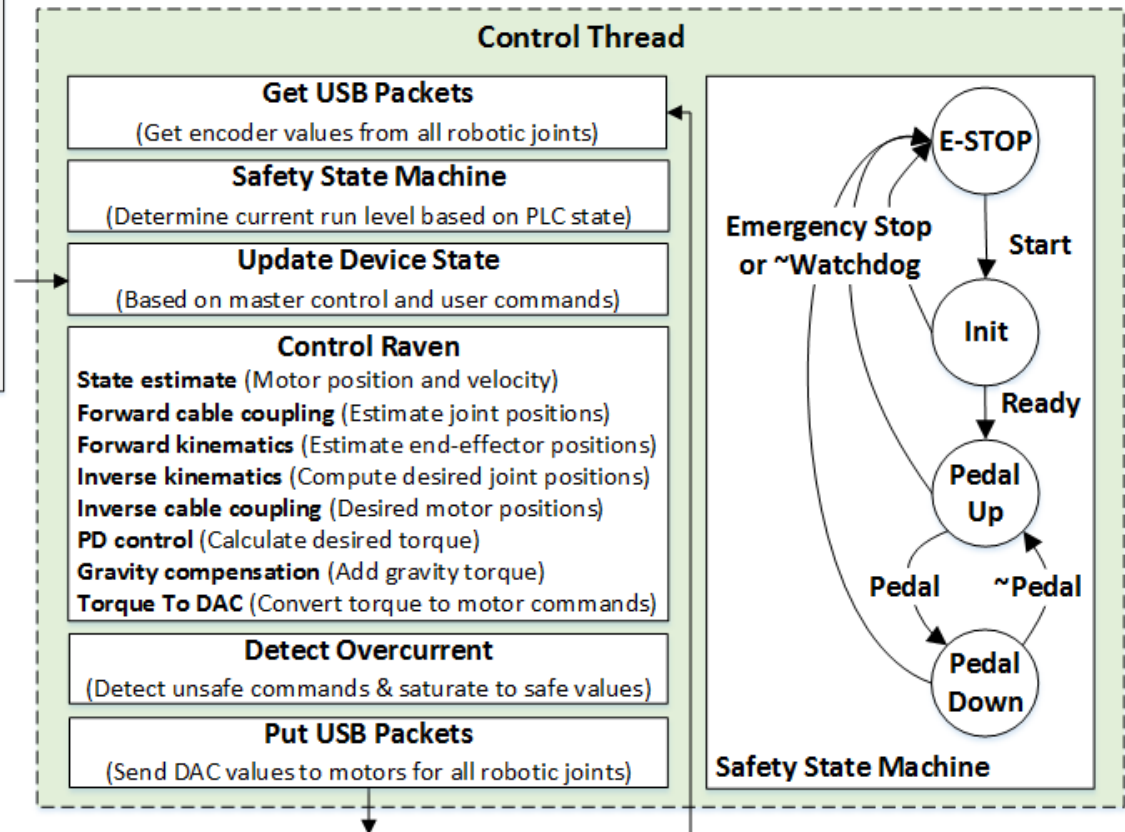 Control Thread
Get USB Packets
(Get encoder values from all robotic joints)
Safety State Machine
(Determine current run level based on PLC state)
Update Device State
(Based on master control and user commands)
Control Raven
State estimate (Motor position and velocity)
Forward cable coupling (Estimate joint positions)
Forward kinematics (Estimate end-effector positions)
Inverse kinematics (Compute desired joint positions)
Inverse cable coupling (Desired motor positions)
PD control (Calculate desired torque)
Gravity compensation (Add gravity torque)
Torque To DAC (Convert torque to motor commands)
Detect Overcurrent
(Detect unsafe commands & saturate to safe values)
Put USB Packets
(Send DAC values to motors for all robotic joints)
E-STOP
Emergency Stop
or ~Watchdog
Start
Init
Ready
Pedal
Up
Pedal
~Pedal
Pedal
Down
Safety State Machine